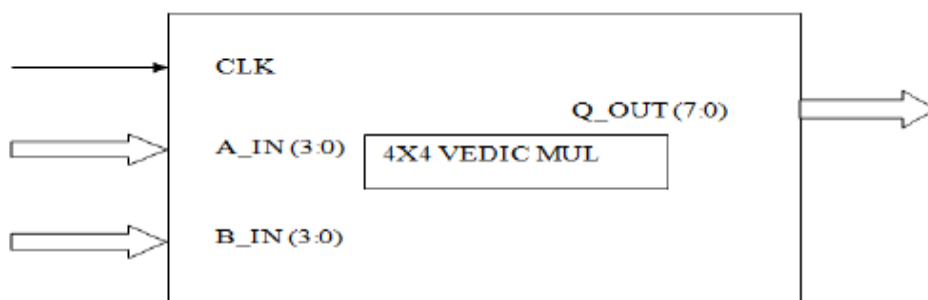 CLK
Q_OUT (7:0)
A_IN (3:0)
4X4 VEDIC MUL
B_IN (3:0)